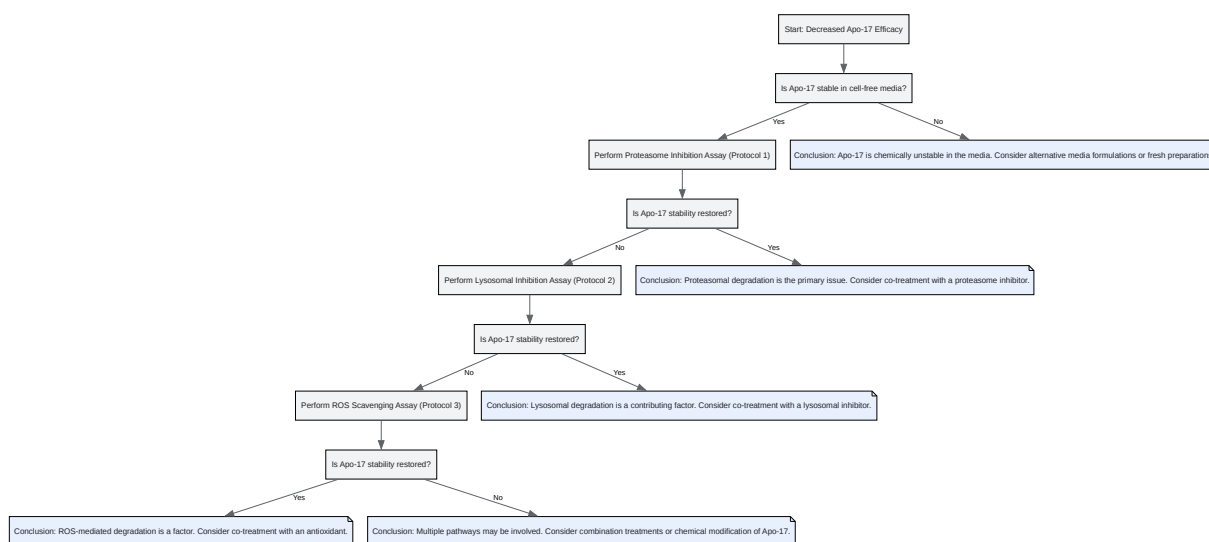 Start: Decreased Apo-17 Efficacy
Is Apo-17 stable in cell-free media?
Yes
No
Perform Proteasome Inhibition Assay (Protocol 1)
Conclusion: Apo-17 is chemically unstable in the media. Consider alternative media formulations or fresh preparations
Is Apo-17 stability restored?
No
Yes
Perform Lysosomal Inhibition Assay (Protocol 2)
Conclusion: Proteasomal degradation is the primary issue. Consider co-treatment with a proteasome inhibitor.
Is Apo-17 stability restored?
No
Yes
Perform ROS Scavenging Assay (Protocol 3)
Conclusion: Lysosomal degradation is a contributing factor. Consider co-treatment with a lysosomal inhibitor.
Is Apo-17 stability restored?
Yes
No
Conclusion: ROS-mediated degradation is a factor. Consider co-treatment with an antioxidant.
Conclusion: Multiple pathways may be involved. Consider combination treatments or chemical modification of Apo-17.